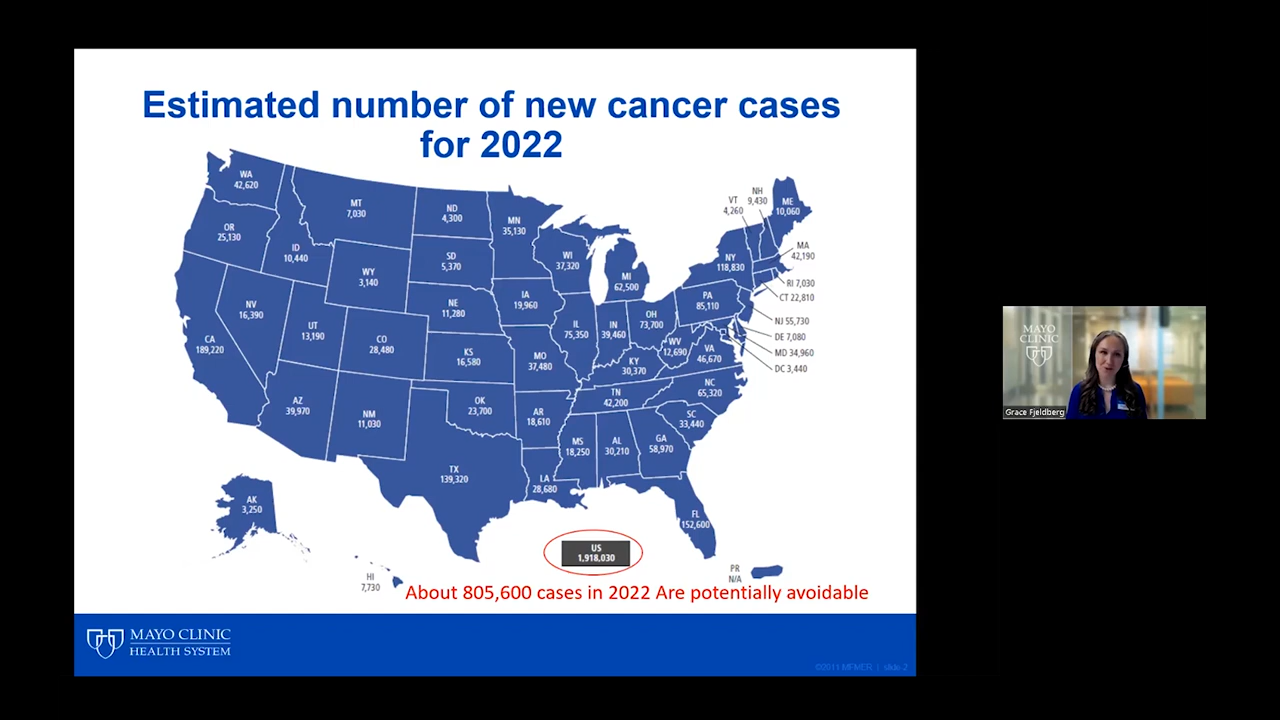 Estimated number of new cancer cases
for 2022
WA
42,620
OR
25,130
CA
189,220
NV
16,390
ID
10,440
MT
7,030
WY
3,140
UT
13,190
CO
28,480
AZ
39,970
NM
11,030
ND
4,300
SD
5,370
NE
11,280
KS
16,580
OK
23,700
TX
139,320
MN
35,130
IA
19,960
MO
37,480
AR
18,610
LA
28,680
WI
37,320
IL
75,350
MI
62,500
IN
39,460
OH
73,700
KY
30,370
TN
42,200
MS
18,250
AL
30,210
GA
58,970
FL
152,600
SC
33,440
NC
65,320
VA
46,670
WV
12,690
PA
85,110
NY
118,830
VT
4,260
NH
9,430
ME
10,060
MA
42,190
RI 7,030
CT 22,810
NJ 55,730
DE 7,080
MD 34,960
DC 3,440
AK
3,250
HI
7,730
US
1,918,030
PR
N/A
About 805,600 cases in 2022 Are potentially avoidable
MAYO CLINIC
HEALTH SYSTEM
©2011 MFMER | slide-2
MAYO
CLINIC
Grace Fjeldberg